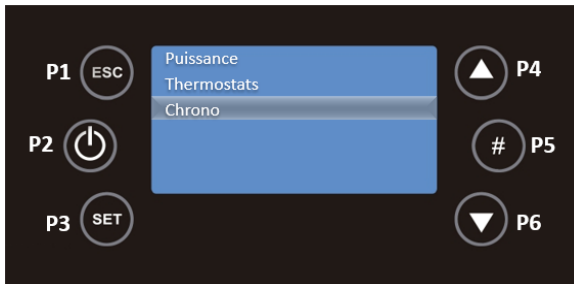 P1 ESC
Puissance
Thermostats
Chrono
P4
P2
# P5
P3 SET
P6